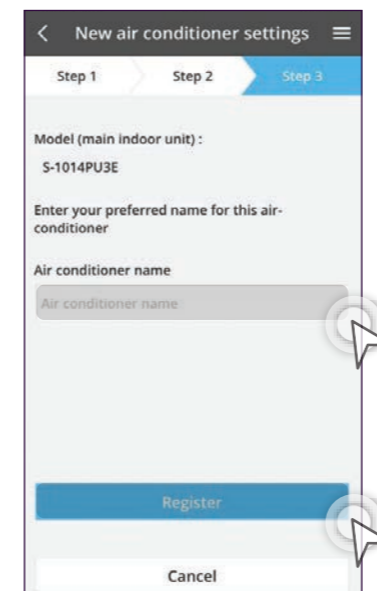 New air conditioner settings
Step 1 Step 2 Step 3
Model (main indoor unit) :
S-1014PU3E
Enter your preferred name for this air-
conditioner
Air conditioner name
Air conditioner name
Register
Cancel